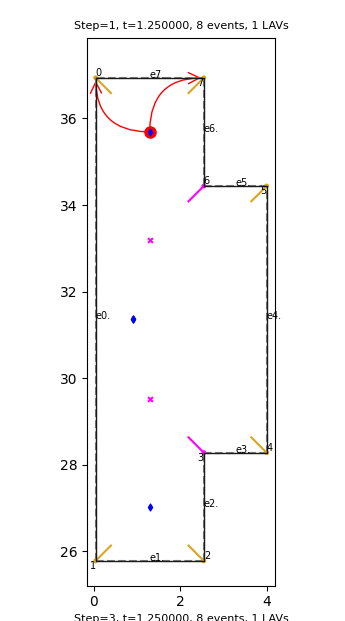 Step=1, t=1.250000, 8 events, 1 LAVs
0
e7
7
36
e6.
6
e5
5
34
32
e0.
e4.
30
28
3
e3
4
e2.
26
1
e1
2
0
2
4
Step=3, t=1.250000, 8 events, 1 LAVs